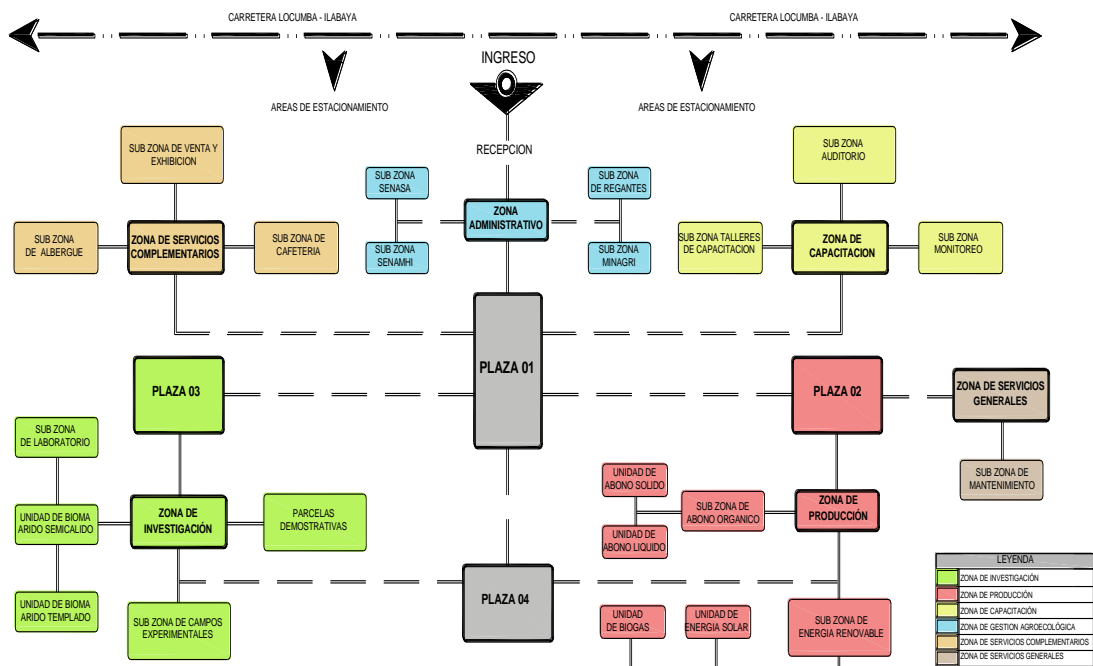 CARRETERA LOCUMBA - ILABAYA
CARRETERA LOCUMBA - ILABAYA
INGRESO
AREAS DE ESTACIONAMIENTO
AREAS DE ESTACIONAMIENTO
RECEPCION
SUB ZONA DE VENTA Y
EXHIBICION
SUB ZONA
SENASA
SUB ZONA
DE REGANTES
SUB ZONA
AUDITORIO
ZONA
ADMINISTRATIVO
SUB ZONA
DE ALBERGUE
ZONA DE SERVICIOS
COMPLEMENTARIOS
SUB ZONA DE
CAFETERIA
SUB ZONA
SENAMHI
SUB ZONA
MINAGRI
SUB ZONA TALLERES
DE CAPACITACION
ZONA DE
CAPACITACION
SUB ZONA
MONITOREO
PLAZA 01
PLAZA 03
PLAZA 02
ZONA DE SERVICIOS
GENERALES
SUB ZONA
DE LABORATORIO
UNIDAD DE
ABONO SOLIDO
SUB ZONA DE
MANTENIMIENTO
UNIDAD DE BIOMA
ARIDO SEMICALIDO
ZONA DE
INVESTIGACIÓN
PARCELAS
DEMOSTRATIVAS
SUB ZONA DE
ABONO ORGANICO
ZONA DE
PRODUCCIÓN
UNIDAD DE
ABONO LIQUIDO
UNIDAD DE BIOMA
ARIDO TEMPLADO
SUB ZONA DE CAMPOS
EXPERIMENTALES
PLAZA 04
UNIDAD
DE BIOGAS
UNIDAD DE
ENERGIA SOLAR
SUB ZONA DE
ENERGIA RENOVABLE
LEYENDA
ZONA DE INVESTIGACIÓN
ZONA DE PRODUCCIÓN
ZONA DE CAPACITACIÓN
ZONA DE GESTION AGROECOLÓGICA
ZONA DE SERVICIOS COMPLEMENTARIOS
ZONA DE SERVICIOS GENERALES